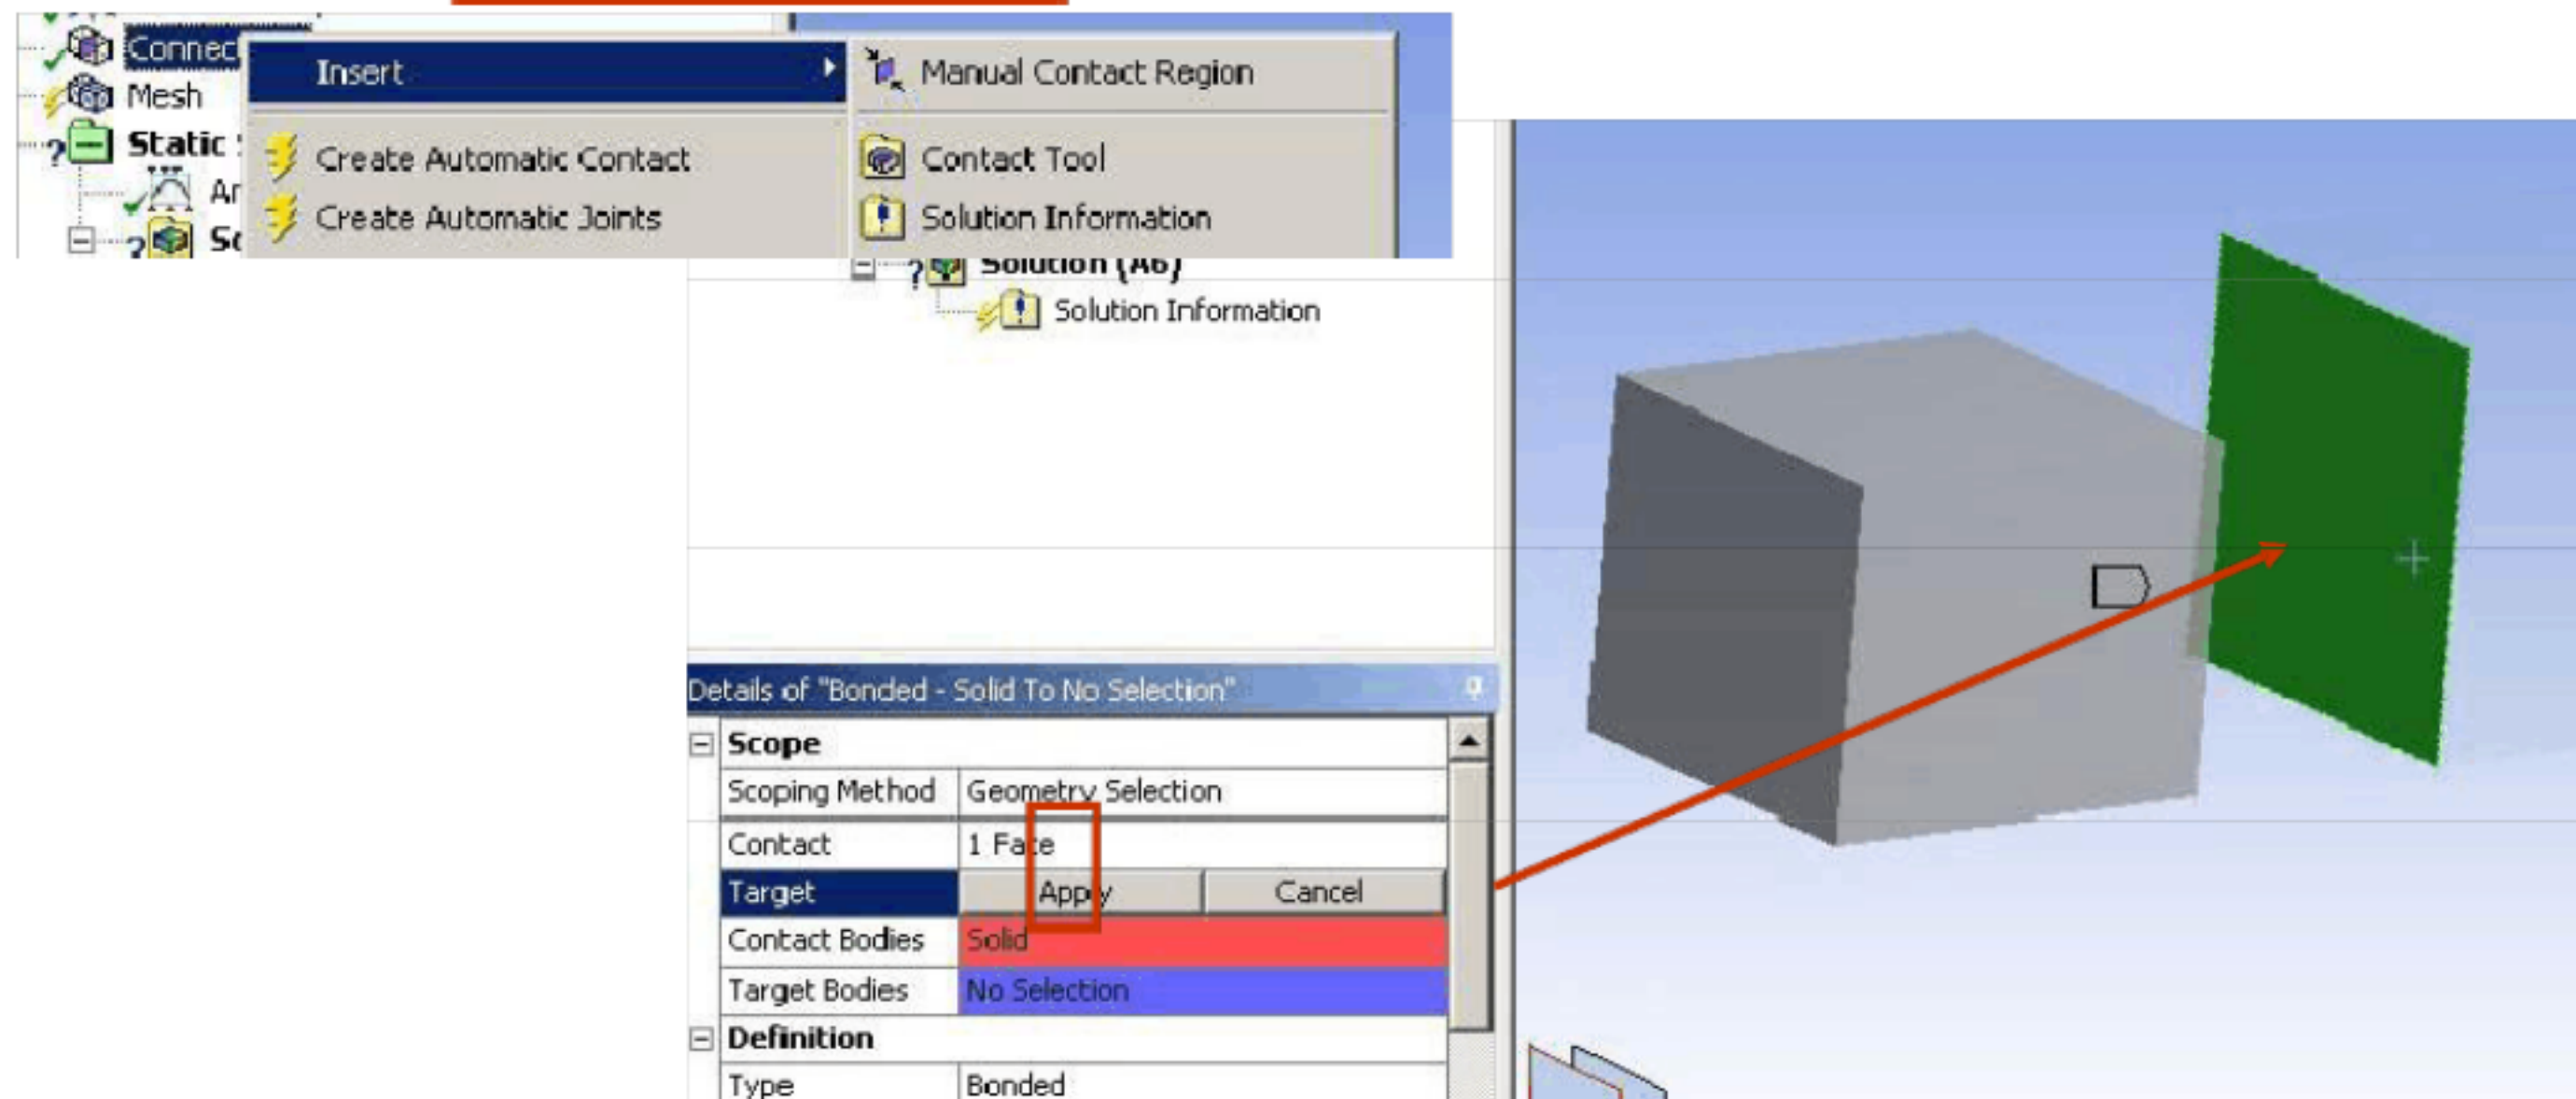 Connec
Insert
Manual Contact Region
Mesh
Static
Create Automatic Contact
Contact Tool
Ar
Create Automatic Joints
Solution Information
So
Solution (A6)
Solution Information
Details of "Bonded - Solid To No Selection"
Scope
Scoping Method Geometry Selection
Contact 1 Face
Target Apply Cancel
Contact Bodies Solid
Target Bodies No Selection
Definition
Type Bonded